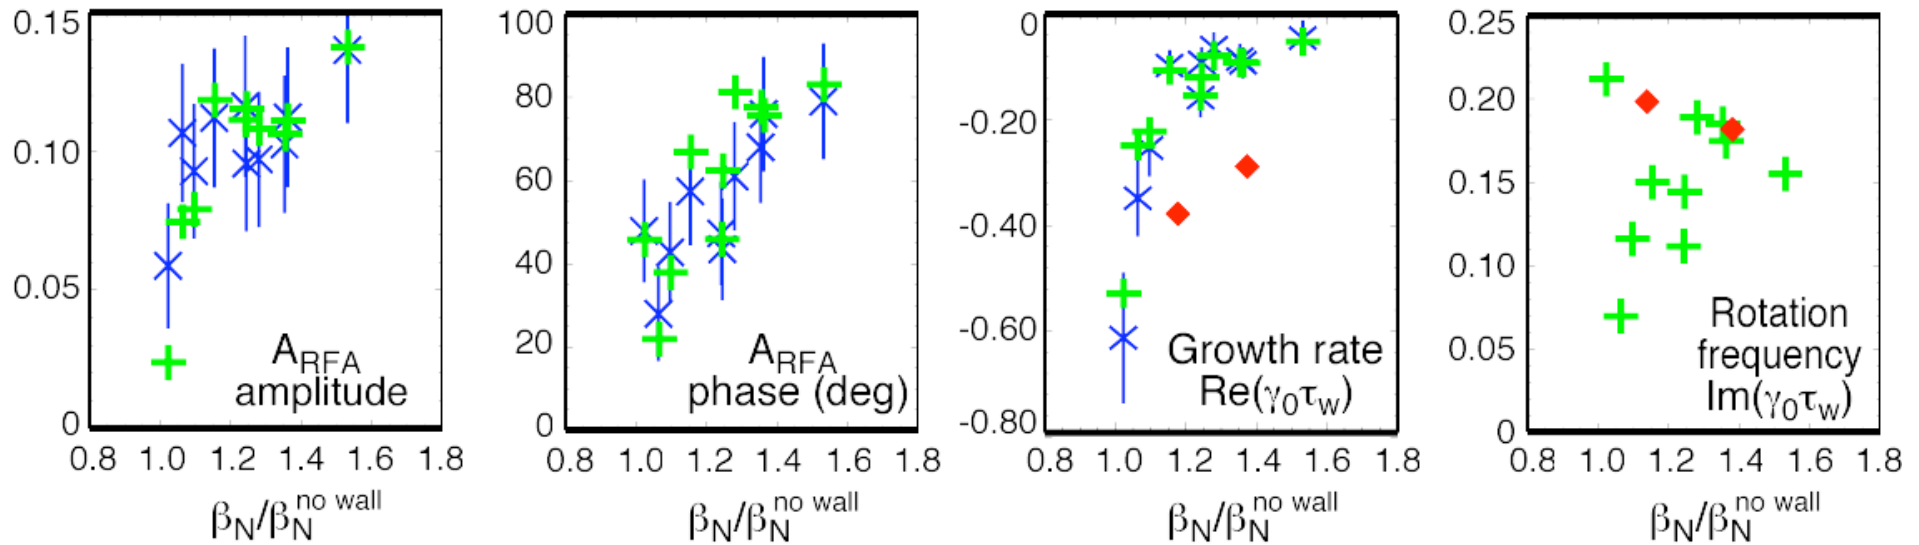 0.15
0.10
0.05
0
0.8 1.0 1.2 1.4 1.6 1.8
A_RFA
amplitude
β_N/β_N^no wall
100
80
60
40
20
0
0.8 1.0 1.2 1.4 1.6 1.8
A_RFA
phase (deg)
β_N/β_N^no wall
0
-0.20
-0.40
-0.60
-0.80
0.8 1.0 1.2 1.4 1.6 1.8
Growth rate
Re(γ₀τ_w)
β_N/β_N^no wall
0.25
0.20
0.15
0.10
0.05
0
0.8 1.0 1.2 1.4 1.6 1.8
Rotation
frequency
Im(γ₀τ_w)
β_N/β_N^no wall